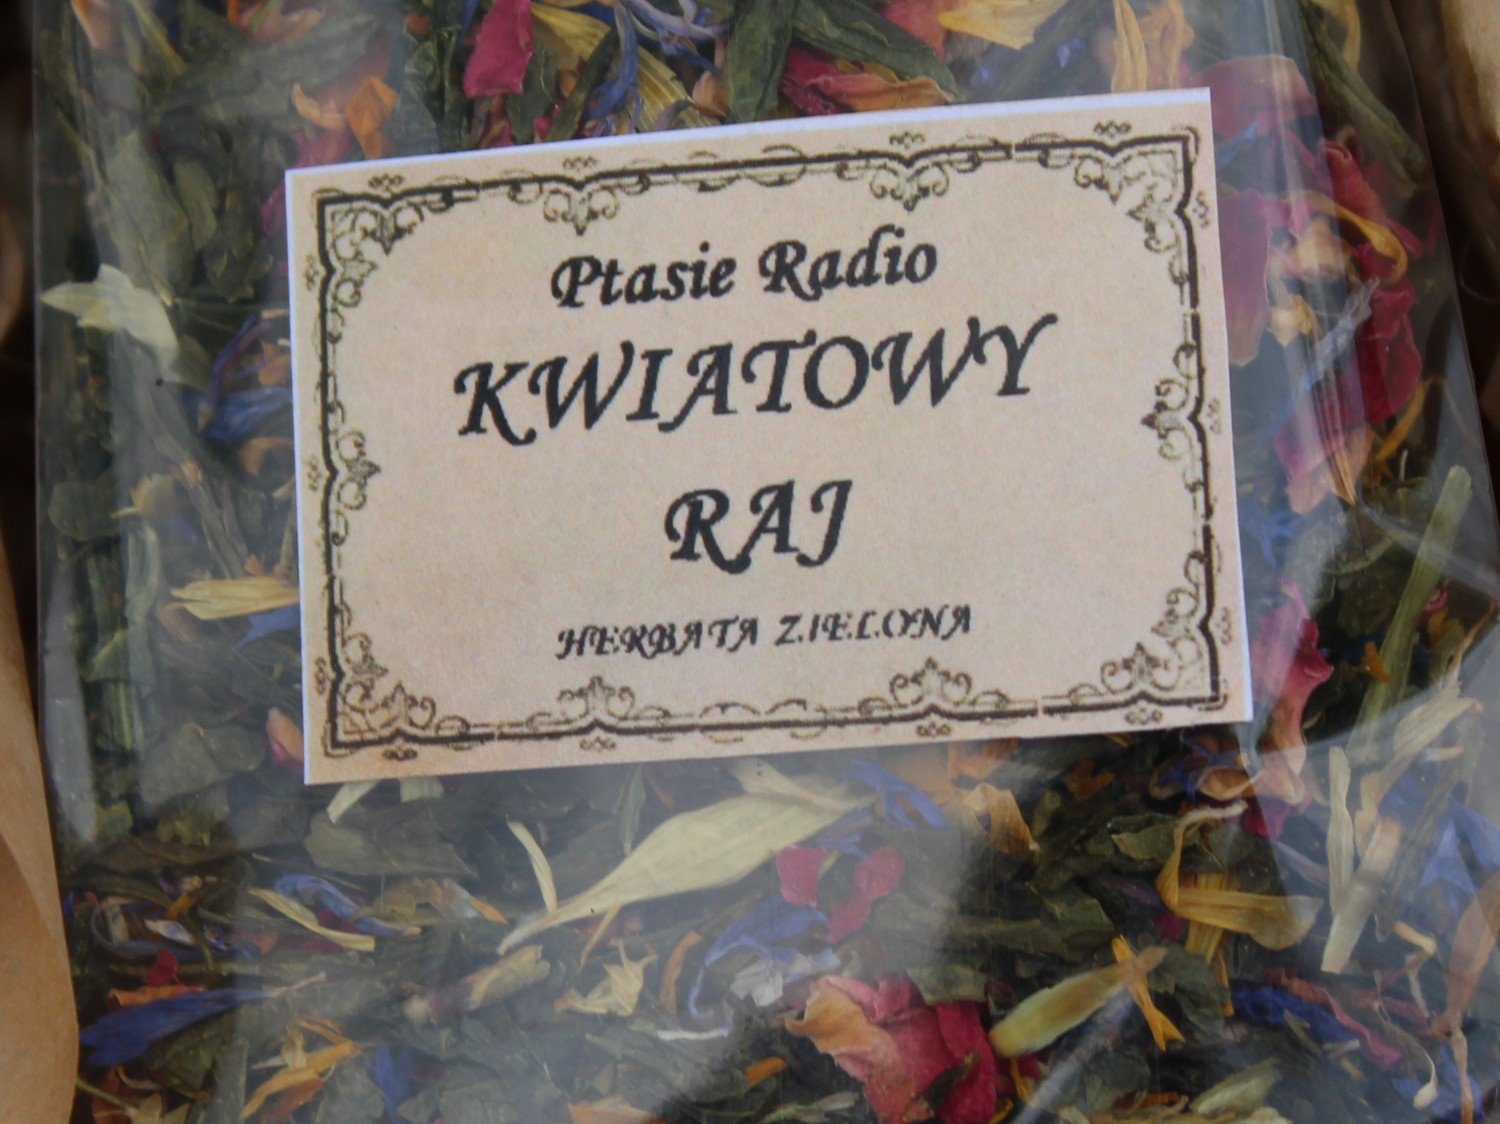 Ptasie Radio
KWIATOWY
RAJ
HERBATA ZIELONA